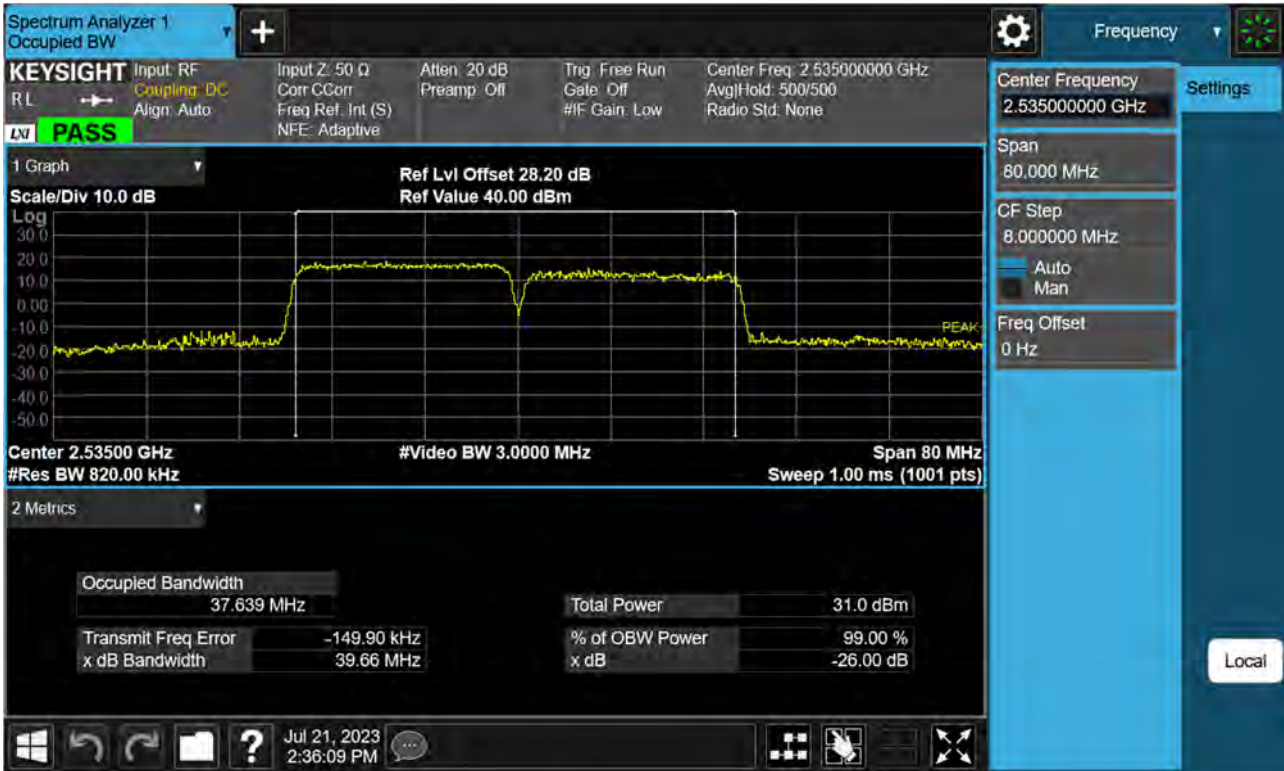 Spectrum Analyzer 1
Occupied BW
+
Frequency
KEYSIGHT
RL
LXI
PASS
Input: RF
Coupling: DC
Align: Auto
Input Z: 50 Ω
Corr CCorr
Freq Ref: Int (S)
NFE: Adaptive
Atten: 20 dB
Preamp: Off
Trig: Free Run
Gate: Off
#IF Gain: Low
Center Freq: 2.535000000 GHz
Avg|Hold: 500/500
Radio Std: None
Center Frequency
2.535000000 GHz
Settings
Span
80.000 MHz
CF Step
8.000000 MHz
Auto
Man
Freq Offset
0 Hz
1 Graph
Scale/Div 10.0 dB
Ref Lvl Offset 28.20 dB
Ref Value 40.00 dBm
Log
30.0
20.0
10.0
0.00
-10.0
-20.0
-30.0
-40.0
-50.0
PEAK
Center 2.53500 GHz
#Video BW 3.0000 MHz
Span 80 MHz
#Res BW 820.00 kHz
Sweep 1.00 ms (1001 pts)
2 Metrics
Occupied Bandwidth
37.639 MHz
Transmit Freq Error -149.90 kHz
x dB Bandwidth 39.66 MHz
Total Power 31.0 dBm
% of OBW Power 99.00 %
x dB -26.00 dB
Local
?
Jul 21, 2023
2:36:09 PM